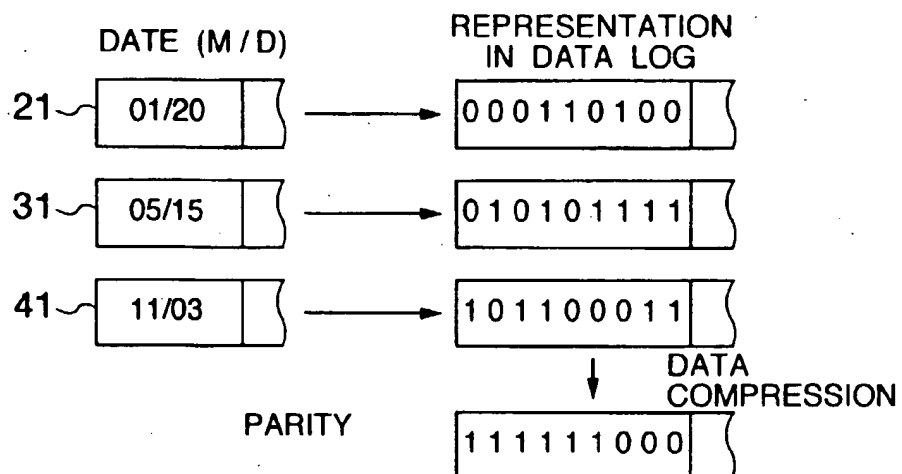 DATE (M/D)
REPRESENTATION
IN DATA LOG
21 01/20 000110100
31 05/15 010101111
41 11/03 101100011
DATA
COMPRESSION
PARITY 111111000